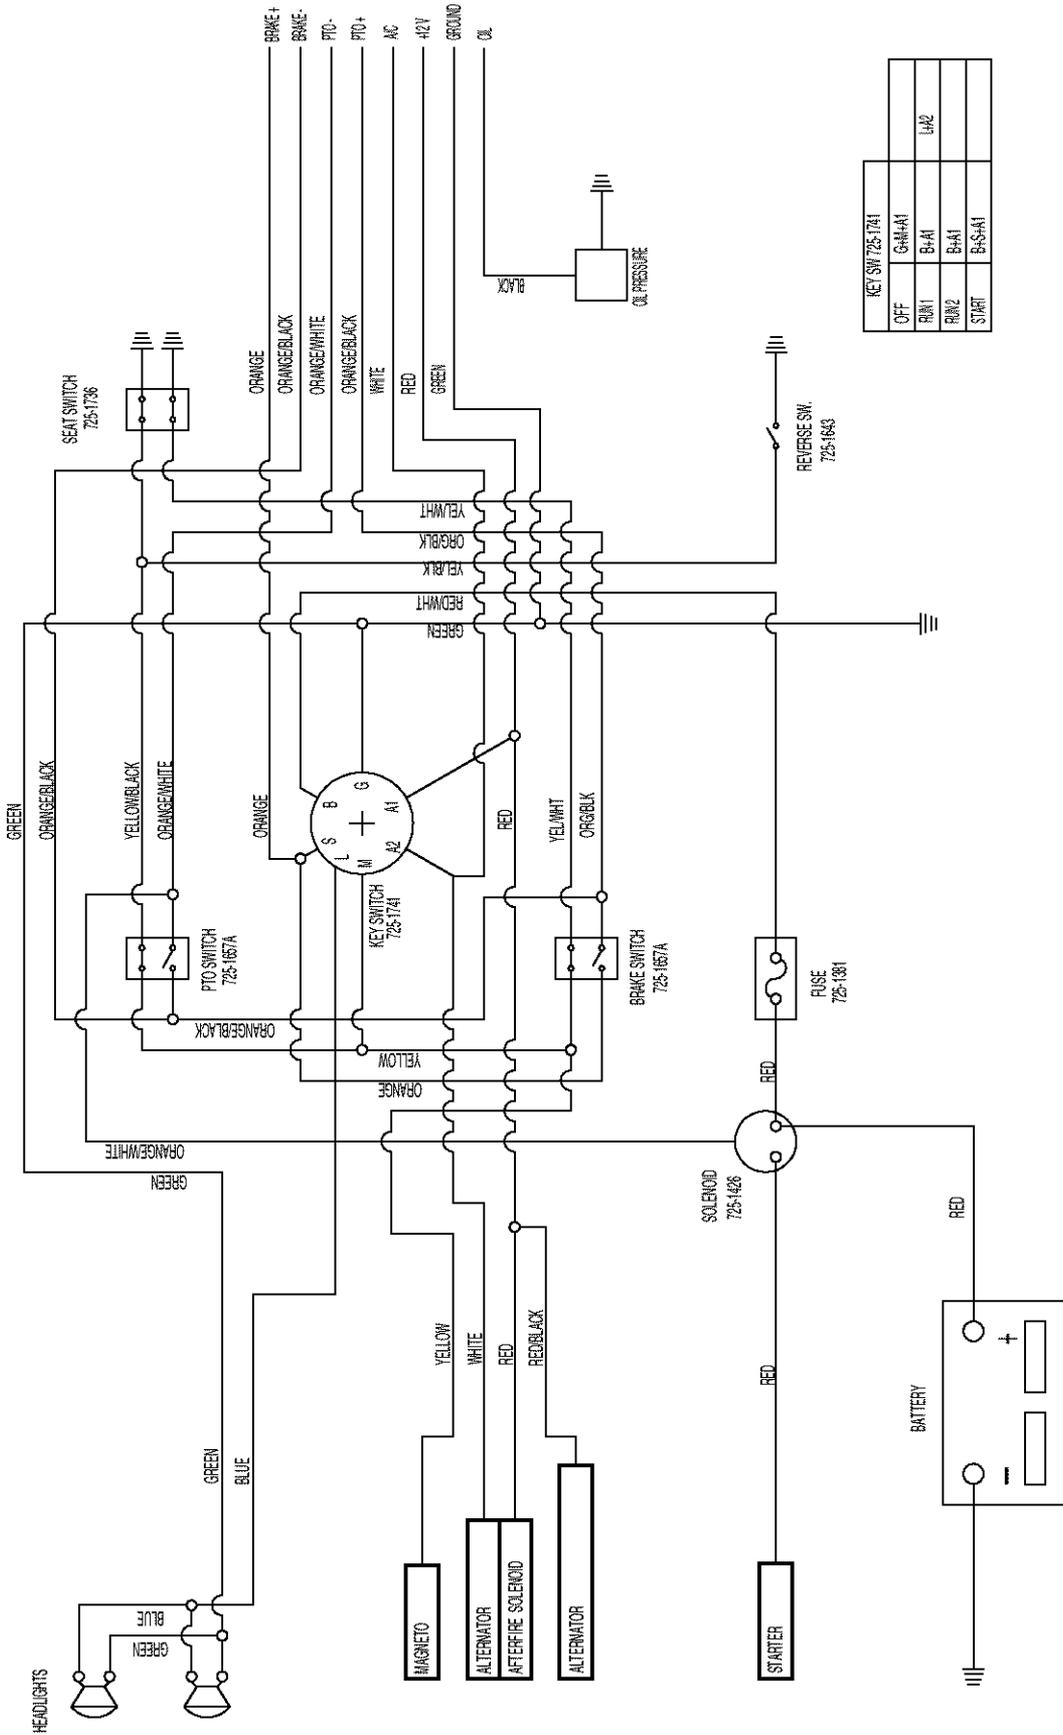 BRAKE +
BRAKE-
PTO -
PTO +
A/C
+12 V
GROUND
OIL
ORANGE
ORANGE/BLACK
ORANGE/WHITE
ORANGE/BLACK
WHITE
RED
GREEN
BLACK
OIL PRESSURE
SEAT SWITCH
725-1736
REVERSE SW.
725-1643
KEY SW 725-1741
OFF G+M+A1
RUN1 B+A1 L+A2
RUN2 B+A1
START B+S+A1
YEL/WHT
ORG/BLK
YEL/BLK
RED/WHT
GREEN
GREEN
ORANGE/BLACK
YELLOW/BLACK
ORANGE/WHITE
ORANGE
RED
YEL/WHT
ORG/BLK
B
G
S
A1
L
M
A2
KEY SWITCH
725-1741
PTO SWITCH
725-1657A
BRAKE SWITCH
725-1657A
FUSE
725-1381
ORANGE/BLACK
YELLOW
ORANGE
RED
ORANGE/WHITE
GREEN
SOLENOID
725-1426
RED
YELLOW
WHITE
RED
RED/BLACK
RED
GREEN
BLUE
BATTERY
+
-
HEADLIGHTS
BLUE
GREEN
MAGNETO
ALTERNATOR
AFTERFIRE SOLENOID
ALTERNATOR
STARTER